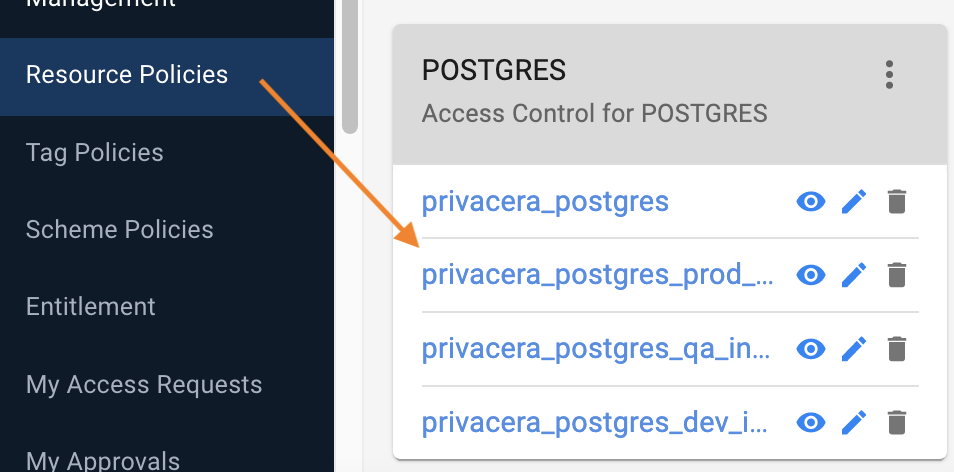 Management
Resource Policies
Tag Policies
Scheme Policies
Entitlement
My Access Requests
My Approvals
POSTGRES
Access Control for POSTGRES
privacera_postgres
privacera_postgres_prod_...
privacera_postgres_qa_in...
privacera_postgres_dev_i...